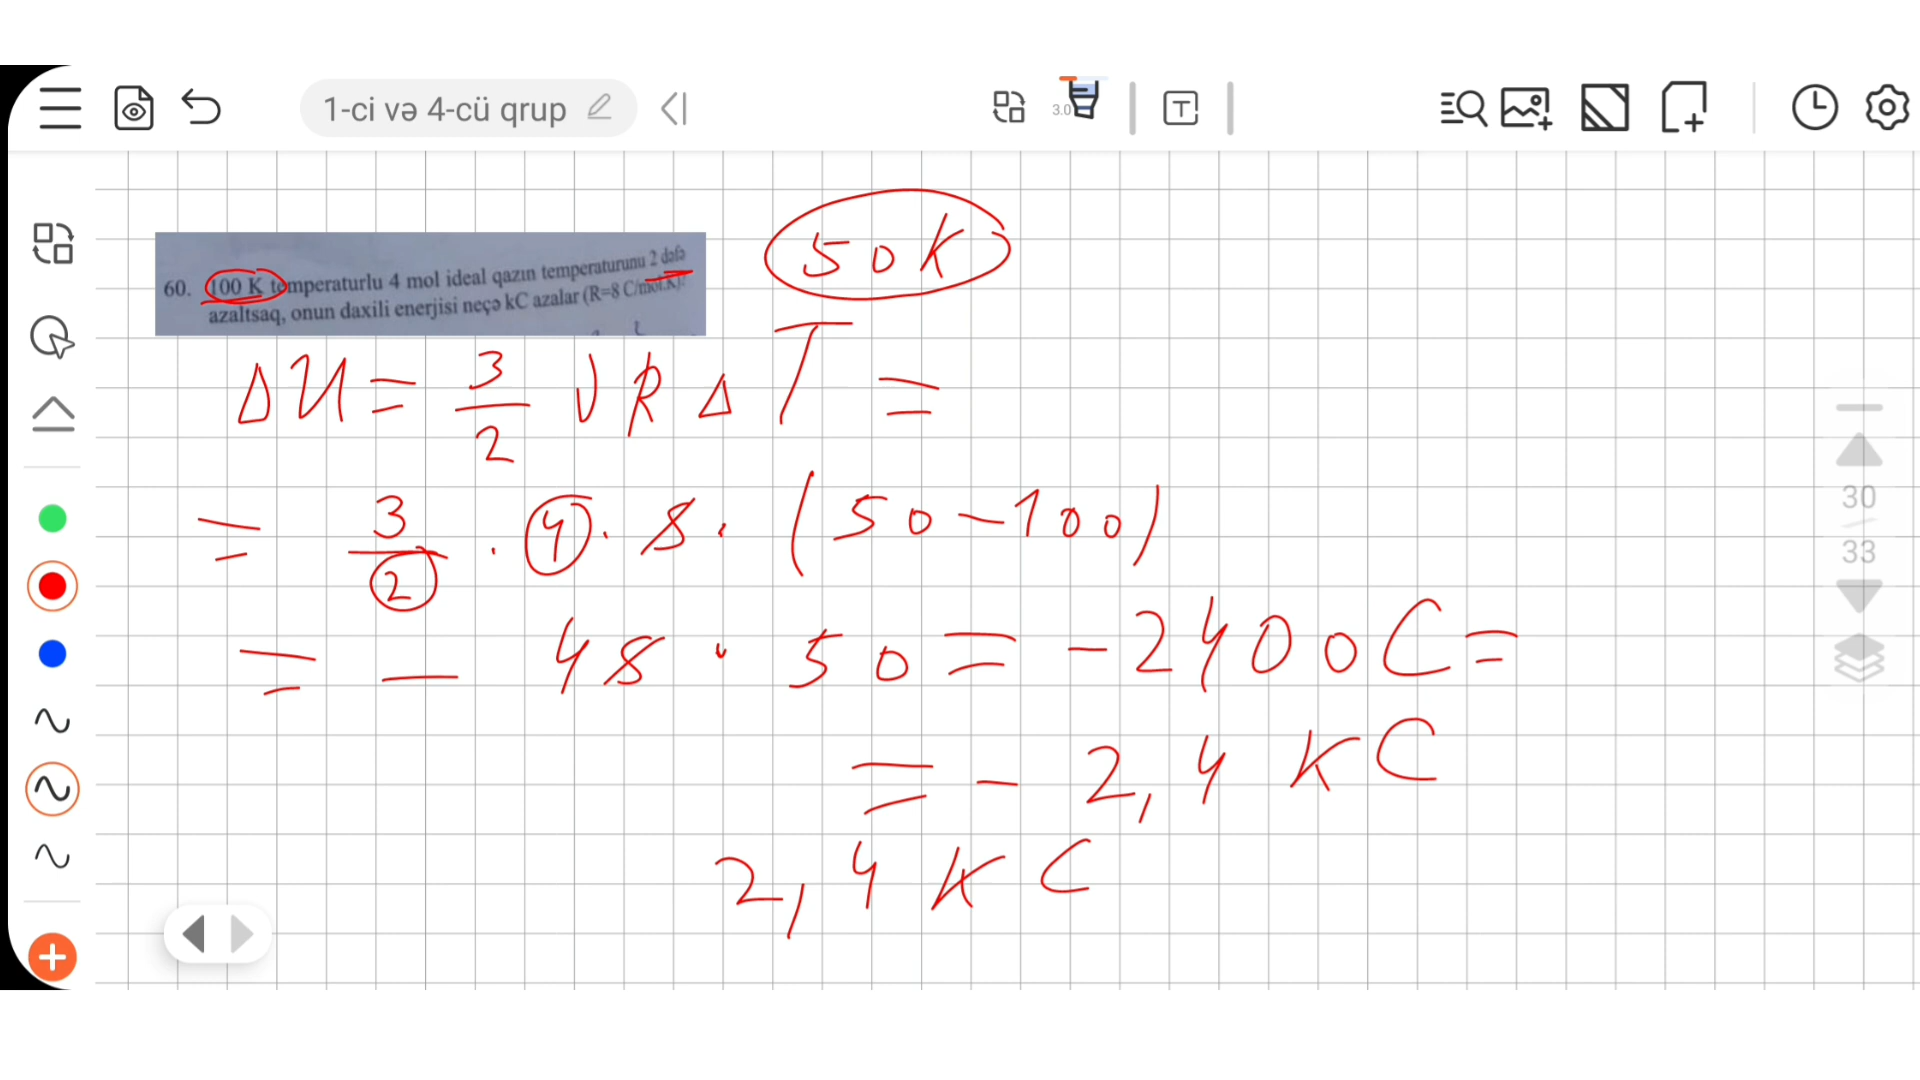 1-ci və 4-cü qrup
3.0
T
50 K
60. 100 K temperaturlu 4 mol ideal qazın temperaturunu 2 dəfə
azaltsaq, onun daxili enerjisi neçə kC azalar (R=8 C/mol.K)?
ΔU = 3/2 νRΔT =
= 3/2 · 4 · 8 · (50 − 100)
= − 48 · 50 = −2400 C =
= − 2,4 kC
2,4 kC
30
33